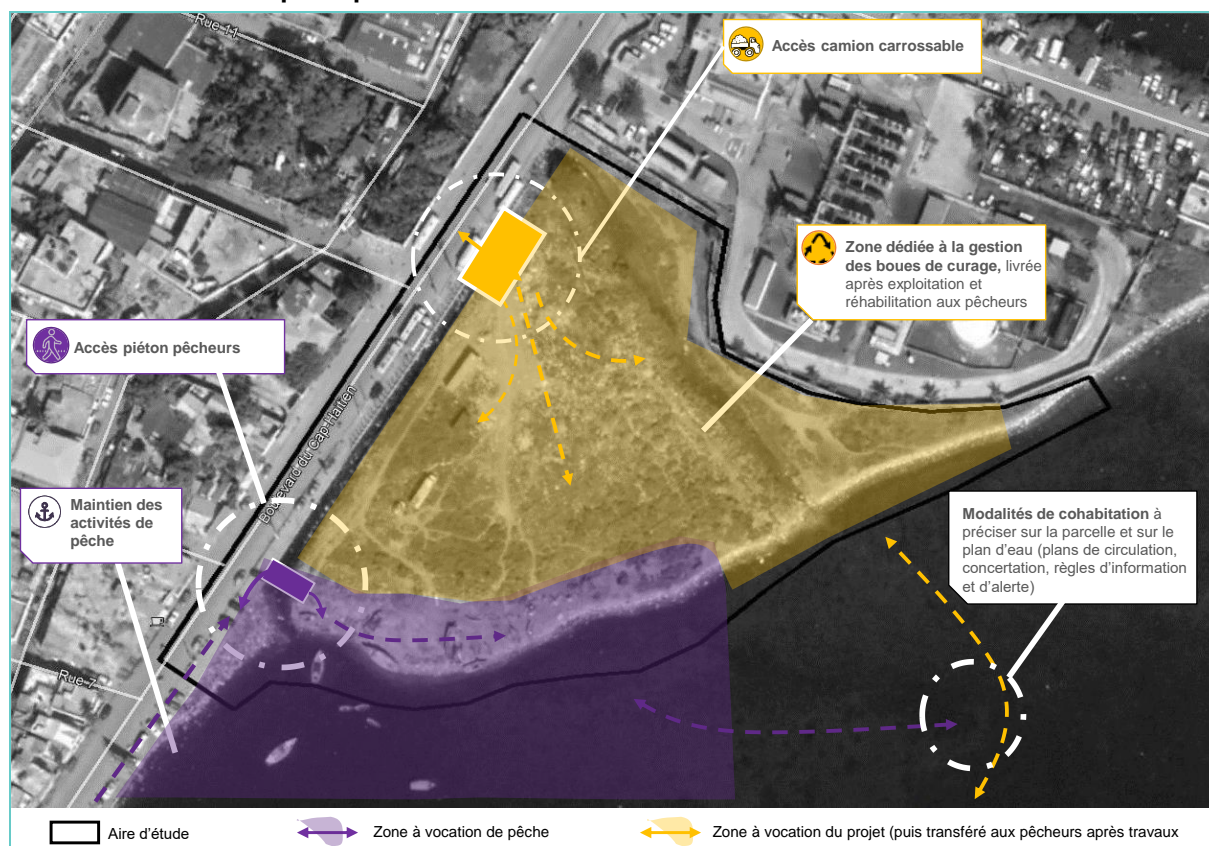 Rue 11
Accès camion carrossable
Zone dédiée à la gestion
des boues de curage, livrée
après exploitation et
réhabilitation aux pêcheurs
Accès piéton pêcheurs
Boulevard du Cap-Haïtien
Maintien des
activités de
pêche
Modalités de cohabitation à
préciser sur la parcelle et sur le
plan d'eau (plans de circulation,
concertation, règles d'information
et d'alerte)
Rue 7
Aire d'étude
Zone à vocation de pêche
Zone à vocation du projet (puis transféré aux pêcheurs après travaux